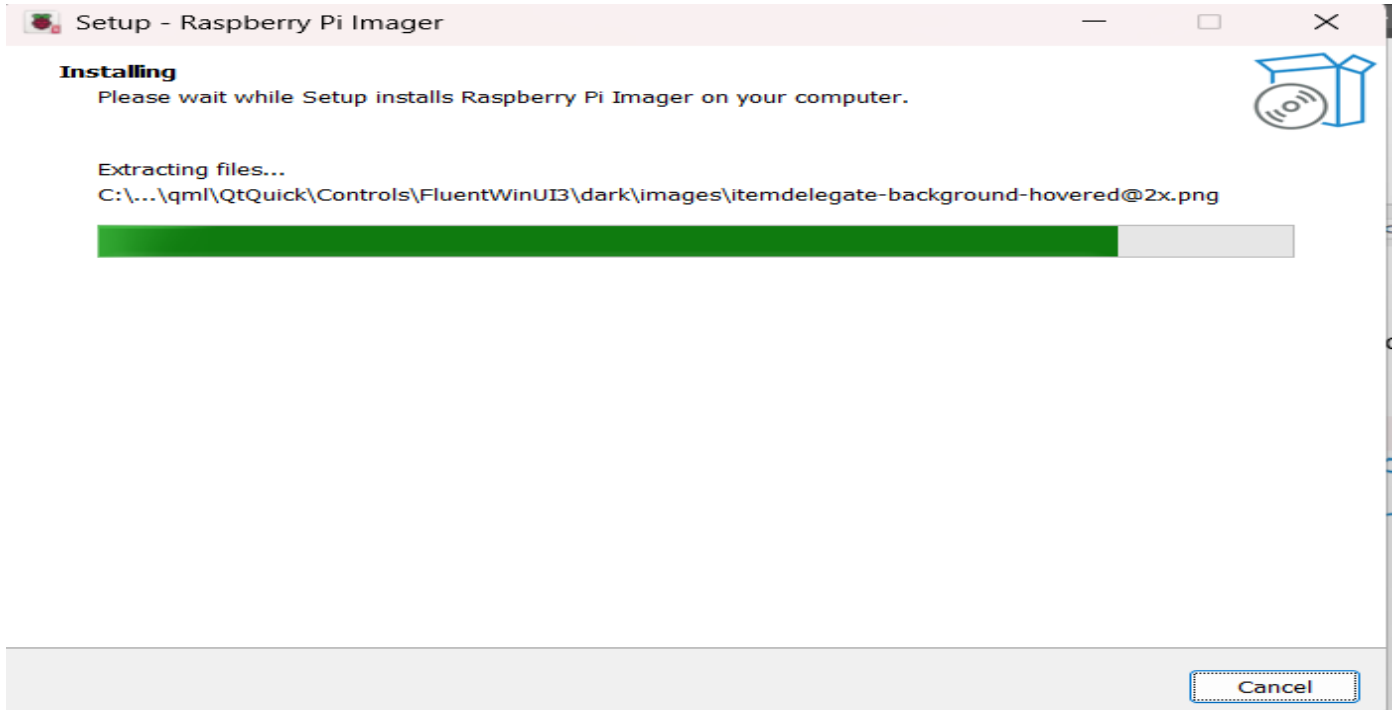 Setup - Raspberry Pi Imager
Installing
Please wait while Setup installs Raspberry Pi Imager on your computer.
Extracting files...
C:\...\qml\QtQuick\Controls\FluentWinUI3\dark\images\itemdelegate-background-hovered@2x.png
Cancel